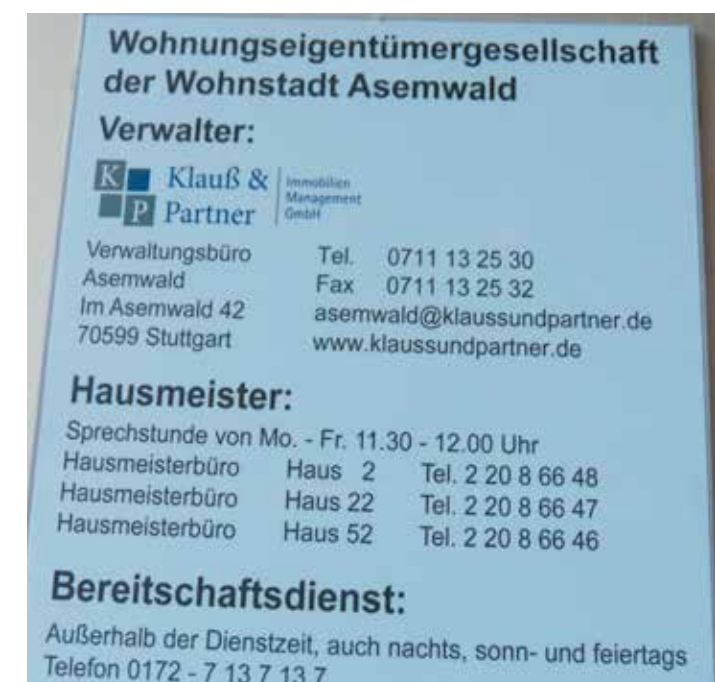 Wohnungseigentümergesellschaft
der Wohnstadt Asemwald
Verwalter:
K P
Klauß &
Partner
Immobilien
Management
GmbH
Verwaltungsbüro Tel. 0711 13 25 30
Asemwald Fax 0711 13 25 32
Im Asemwald 42 asemwald@klaussundpartner.de
70599 Stuttgart www.klaussundpartner.de
Hausmeister:
Sprechstunde von Mo. - Fr. 11.30 - 12.00 Uhr
Hausmeisterbüro Haus 2 Tel. 2 20 8 66 48
Hausmeisterbüro Haus 22 Tel. 2 20 8 66 47
Hausmeisterbüro Haus 52 Tel. 2 20 8 66 46
Bereitschaftsdienst:
Außerhalb der Dienstzeit, auch nachts, sonn- und feiertags
Telefon 0172 - 7 13 7 13 7